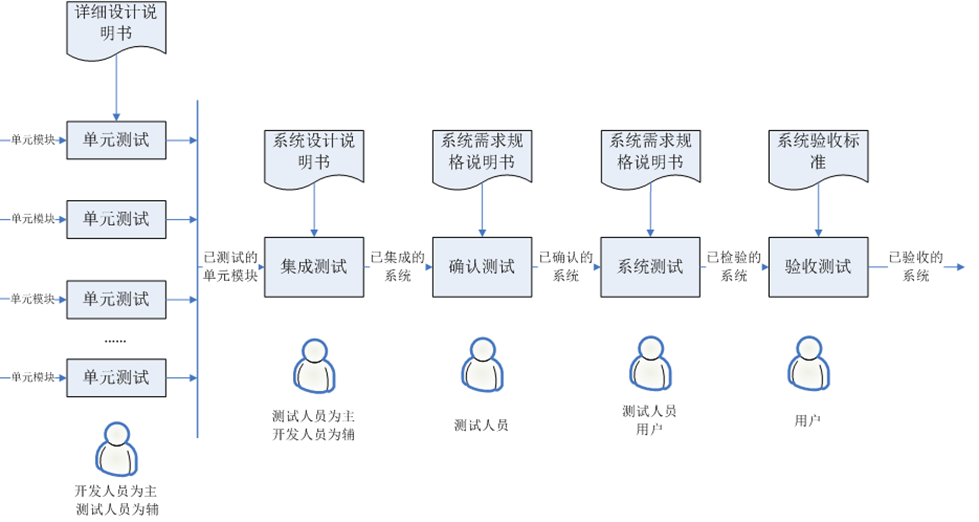 详细设计说
明书
单元模块
单元测试
单元模块
单元测试
单元模块
单元测试
......
单元模块
单元测试
开发人员为主
测试人员为辅
已测试的
单元模块
系统设计说
明书
集成测试
测试人员为主
开发人员为辅
已集成的
系统
系统需求规
格说明书
确认测试
测试人员
已确认的
系统
系统需求规
格说明书
系统测试
测试人员
用户
已检验的
系统
系统验收标
准
验收测试
用户
已验收的
系统